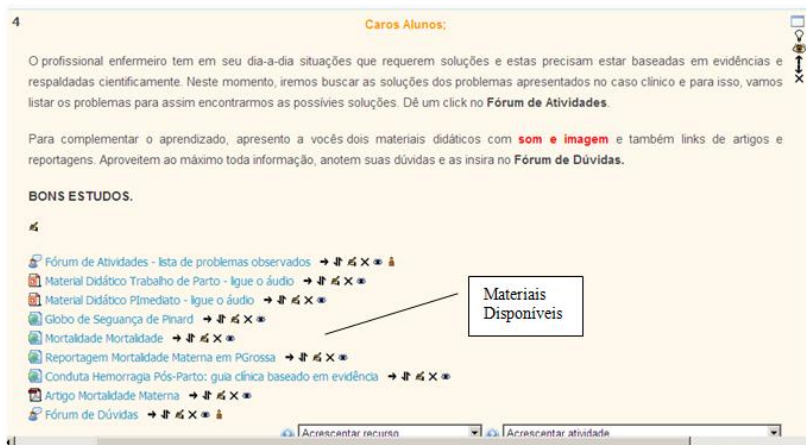 4
Caros Alunos;
O profissional enfermeiro tem em seu dia-a-dia situações que requerem soluções e estas precisam estar baseadas em evidências e
respaldadas cientificamente. Neste momento, iremos buscar as soluções dos problemas apresentados no caso clínico e para isso, vamos
listar os problemas para assim encontrarmos as possívies soluções. Dê um click no Fórum de Atividades.
Para complementar o aprendizado, apresento a vocês dois materiais didáticos com som e imagem e também links de artigos e
reportagens. Aproveitem ao máximo toda informação, anotem suas dúvidas e as insira no Fórum de Dúvidas.
BONS ESTUDOS.
Fórum de Atividades - lista de problemas observados
Material Didático Trabalho de Parto - ligue o áudio
Material Didático PImediato - ligue o áudio
Globo de Seguança de Pinard
Mortalidade Mortalidade
Reportagem Mortalidade Materna em PGrossa
Conduta Hemorragia Pós-Parto: guia clínica baseado em evidência
Artigo Mortalidade Materna
Fórum de Dúvidas
Materiais
Disponíveis
Acrescentar recurso...
Acrescentar atividade...